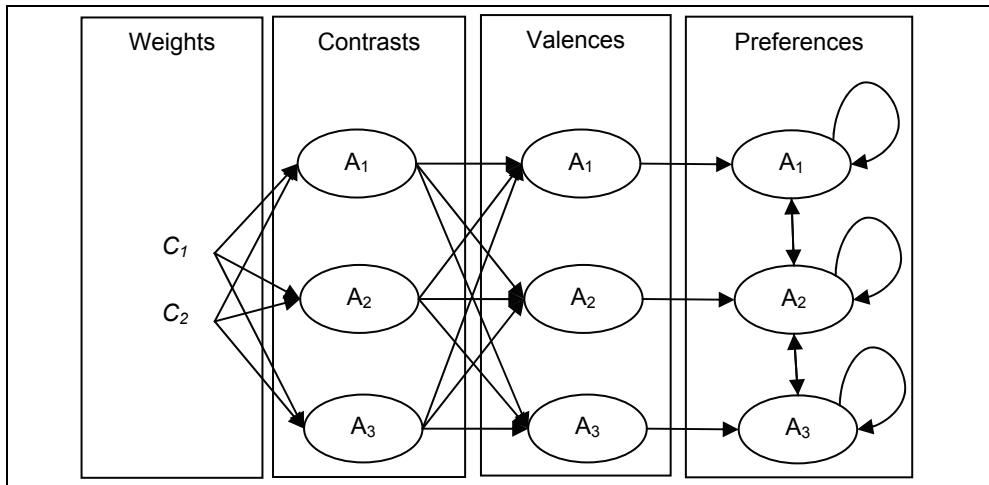 Weights Contrasts Valences Preferences
A₁ A₁ A₁
C₁
A₂ A₂ A₂
C₂
A₃ A₃ A₃